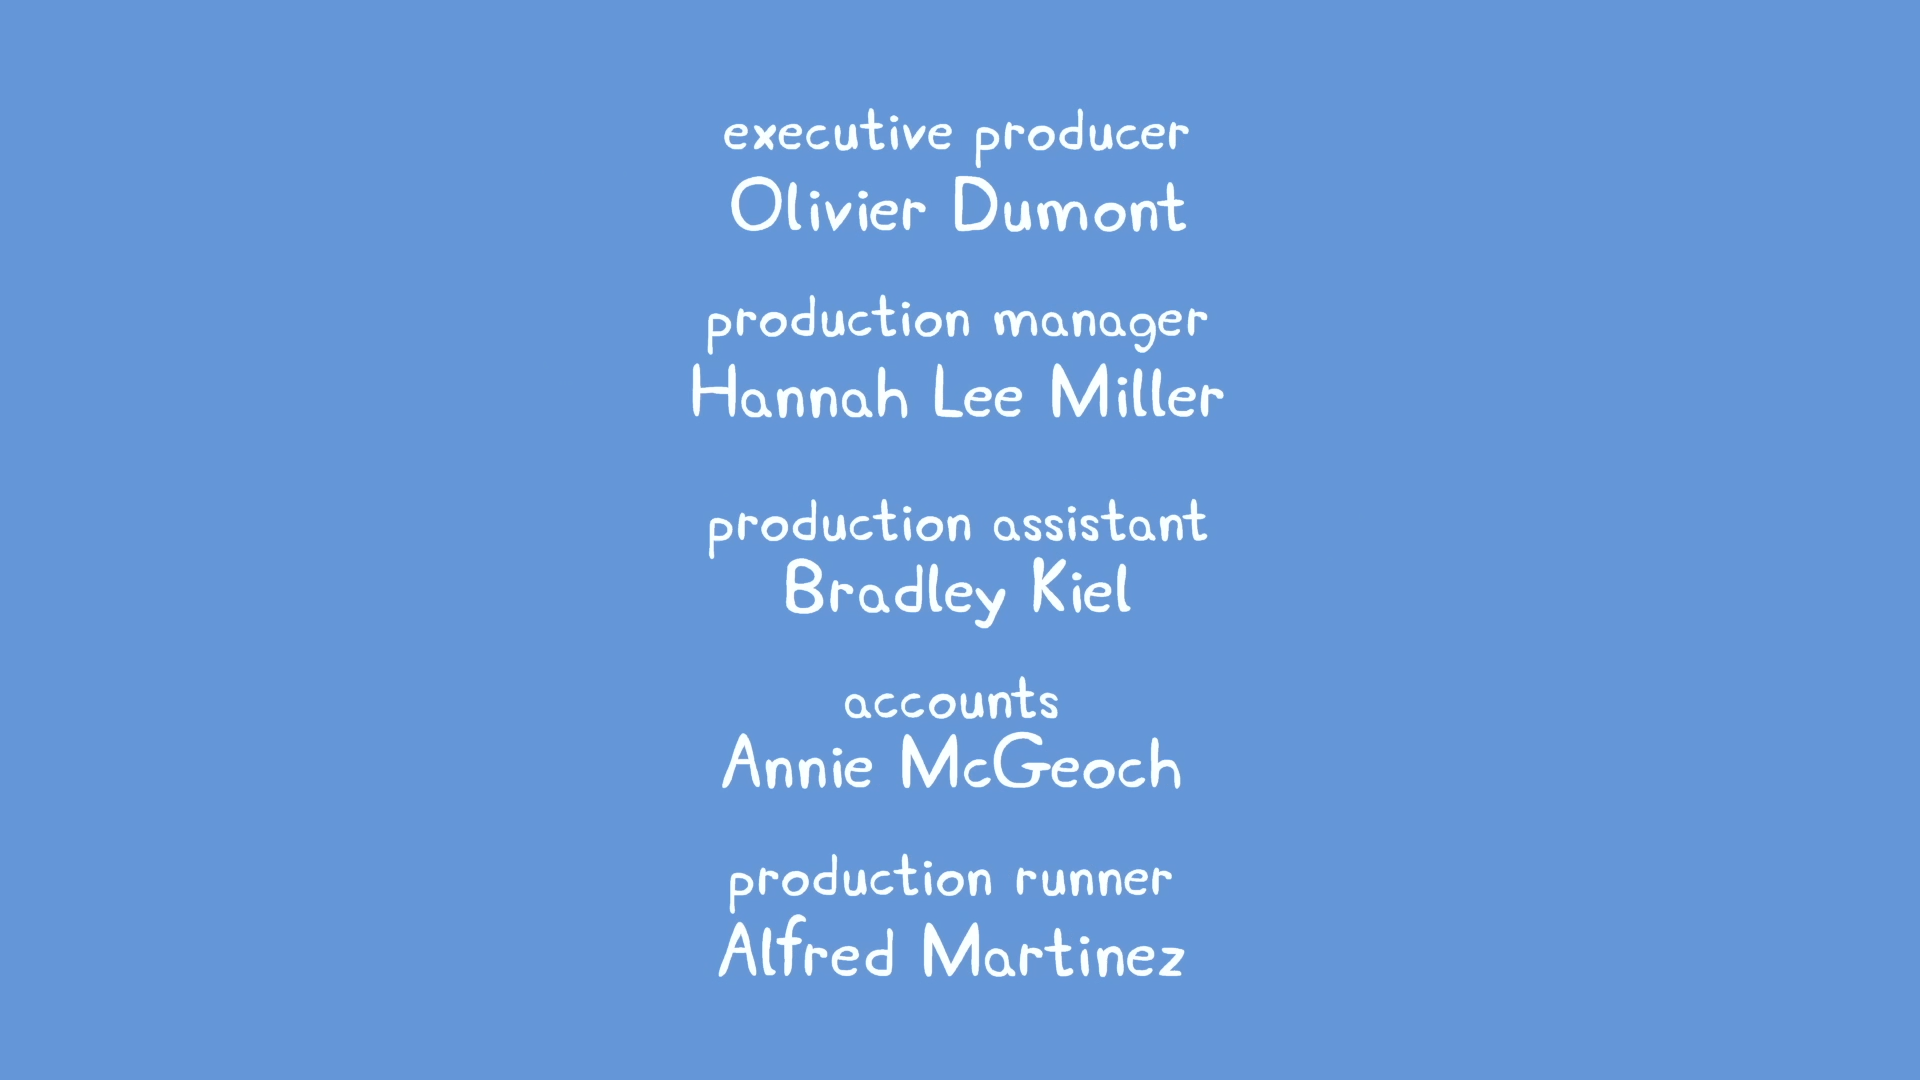 executive producer
Olivier Dumont
production manager
Hannah Lee Miller
production assistant
Bradley Kiel
accounts
Annie McGeoch
production runner
Alfred Martinez